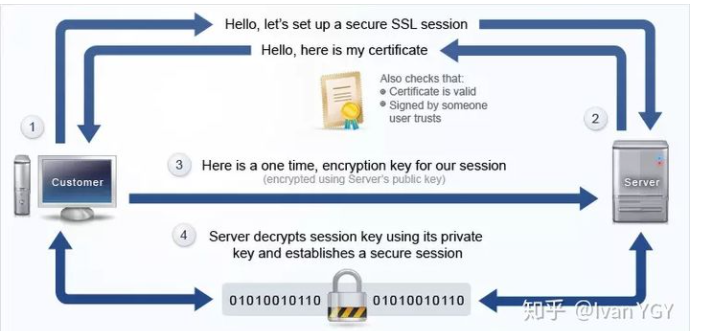 Hello, let's set up a secure SSL session
Hello, here is my certificate
Also checks that:
Certificate is valid
Signed by someone
user trusts
1
2
Customer
Server
3 Here is a one time, encryption key for our session
(encrypted using Server's public key)
4 Server decrypts session key using its private
key and establishes a secure session
01010010110 01010010110
知乎 @IvanYGY